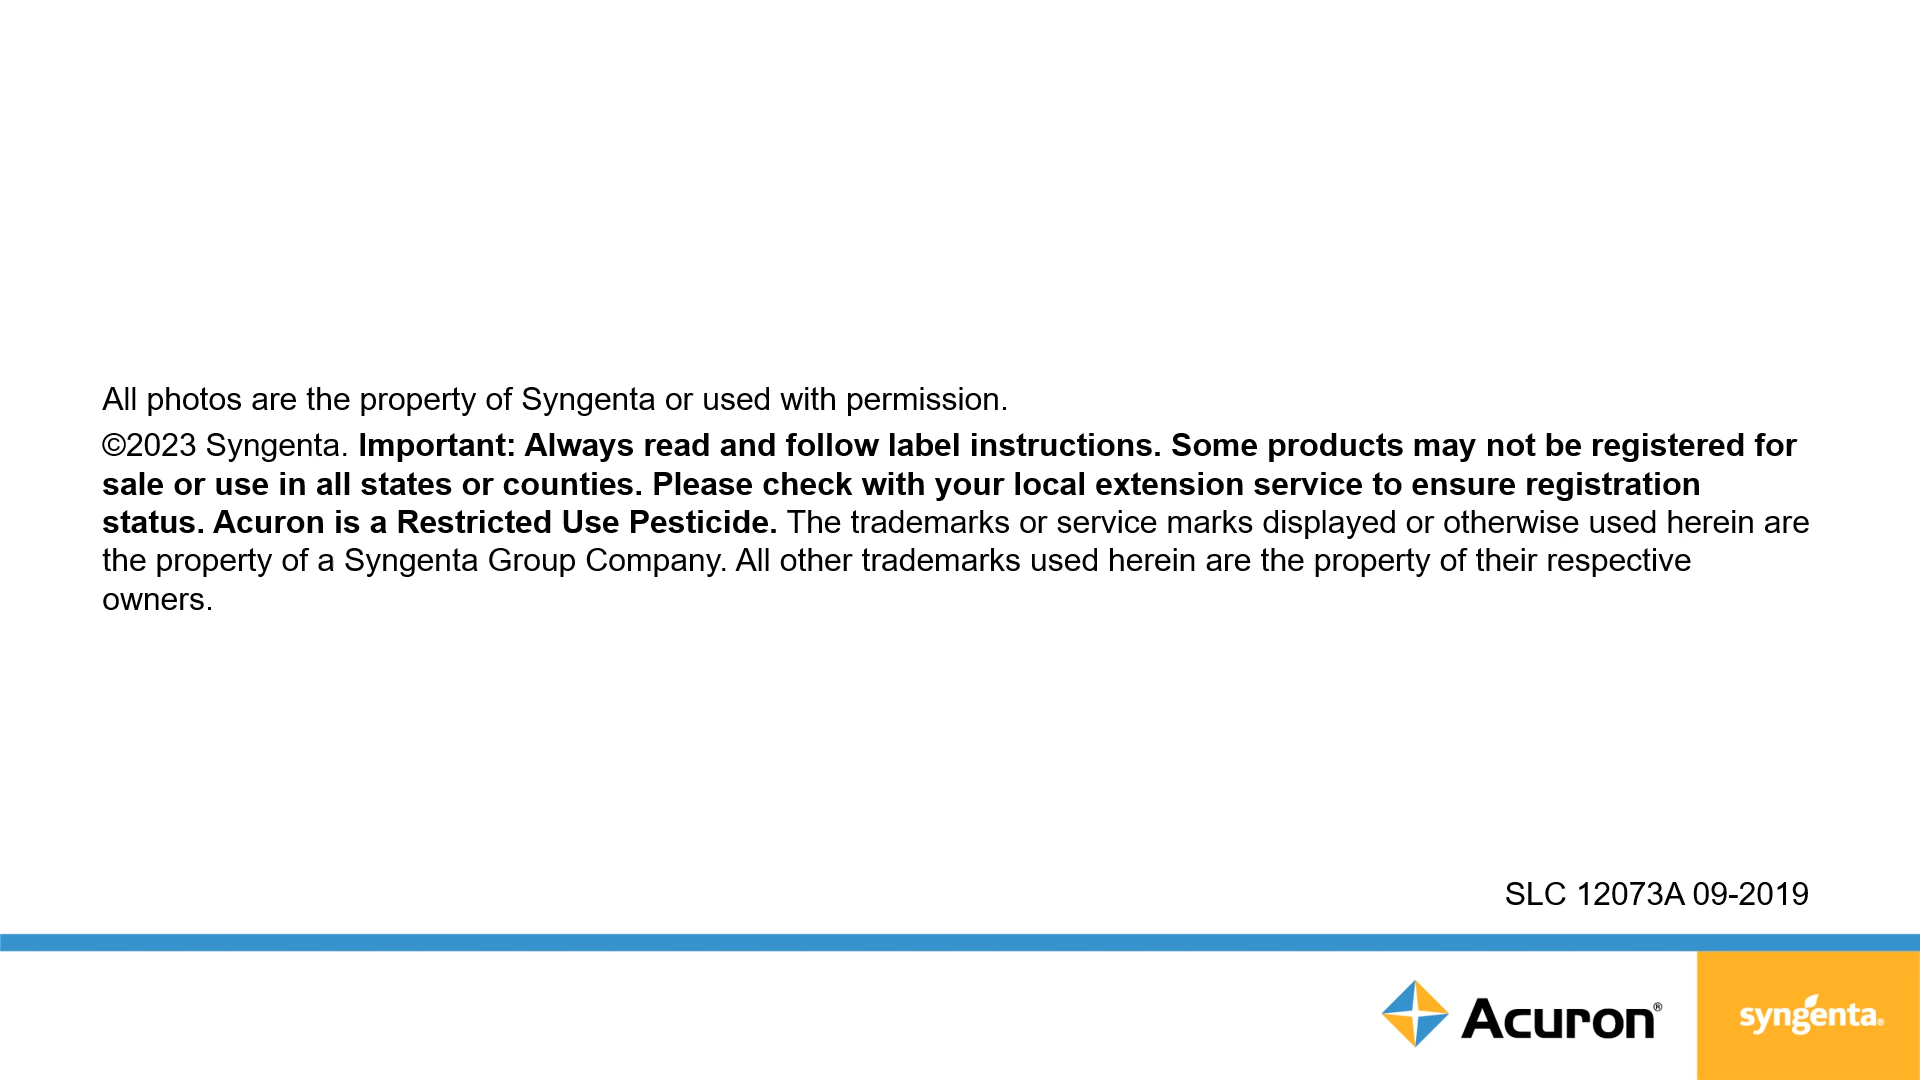 All photos are the property of Syngenta or used with permission.
©2023 Syngenta. Important: Always read and follow label instructions. Some products may not be registered for
sale or use in all states or counties. Please check with your local extension service to ensure registration
status. Acuron is a Restricted Use Pesticide. The trademarks or service marks displayed or otherwise used herein are
the property of a Syngenta Group Company. All other trademarks used herein are the property of their respective
owners.
SLC 12073A 09-2019
Acuron®
syngenta®